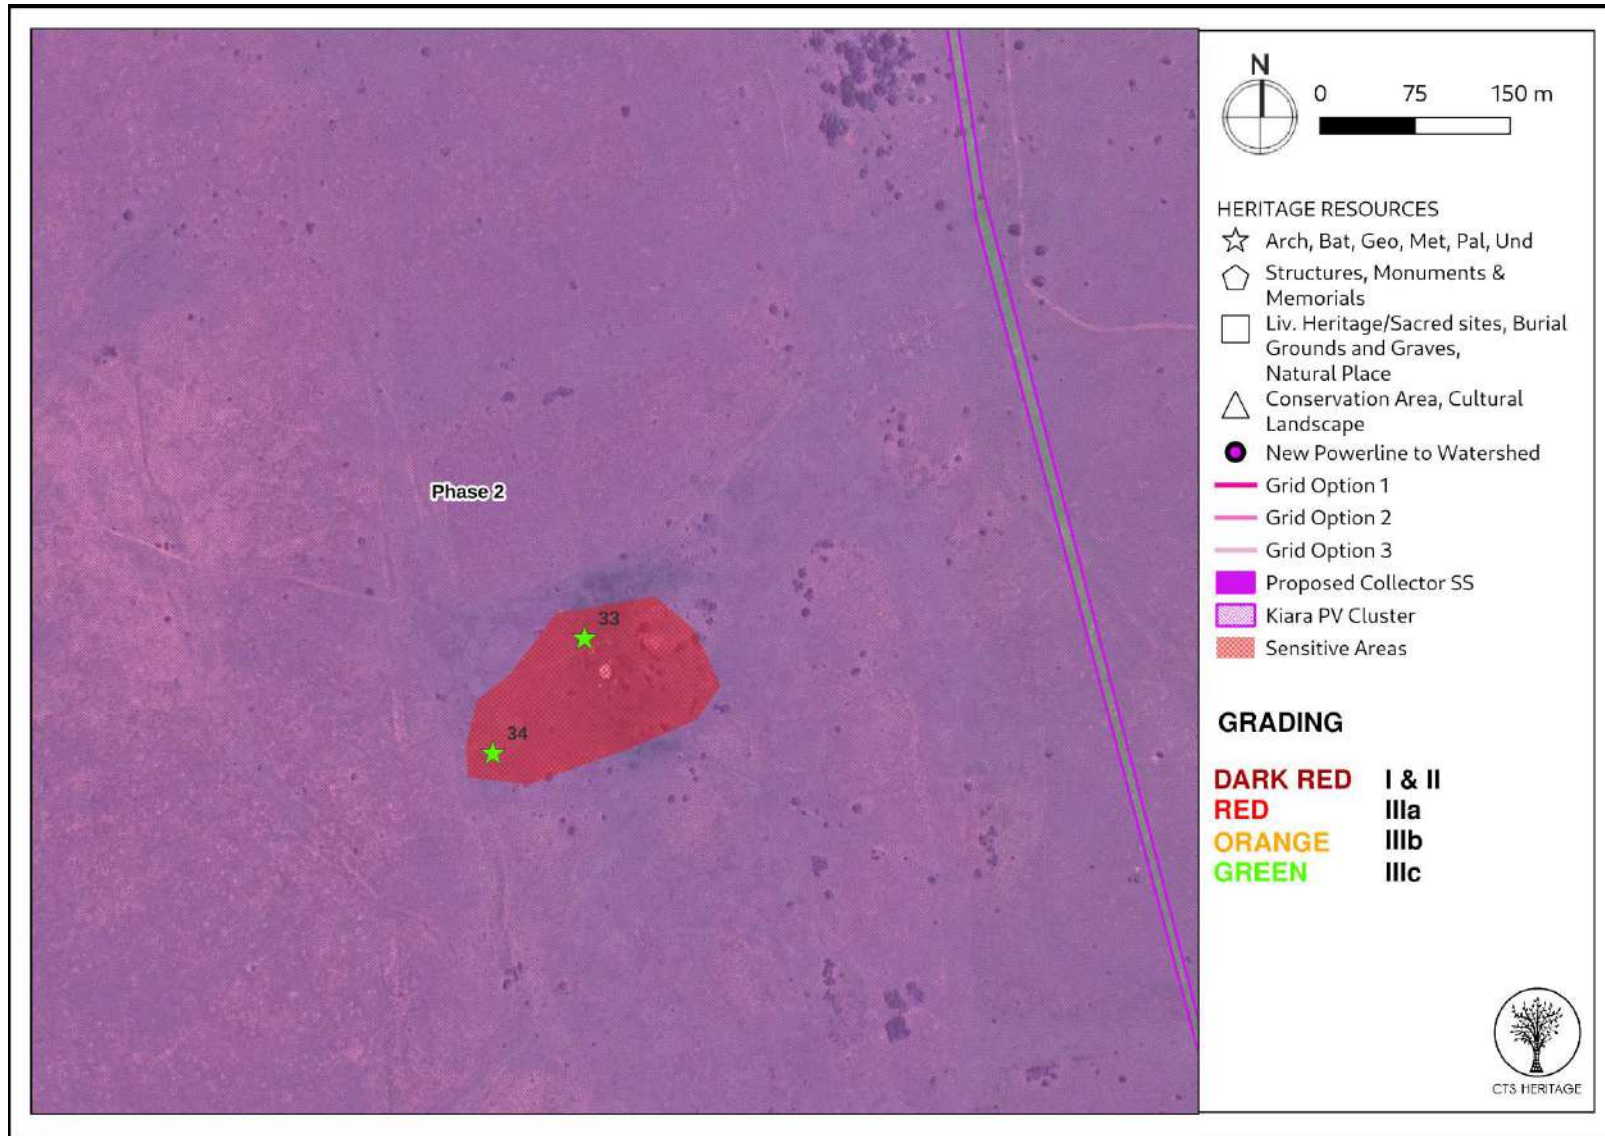 Phase 2
33
34
N
0 75 150 m
HERITAGE RESOURCES
Arch, Bat, Geo, Met, Pal, Und
Structures, Monuments &
Memorials
Liv. Heritage/Sacred sites, Burial
Grounds and Graves,
Natural Place
Conservation Area, Cultural
Landscape
New Powerline to Watershed
Grid Option 1
Grid Option 2
Grid Option 3
Proposed Collector SS
Kiara PV Cluster
Sensitive Areas
GRADING
DARK RED I & II
RED IIIa
ORANGE IIIb
GREEN IIIc
CTS HERITAGE